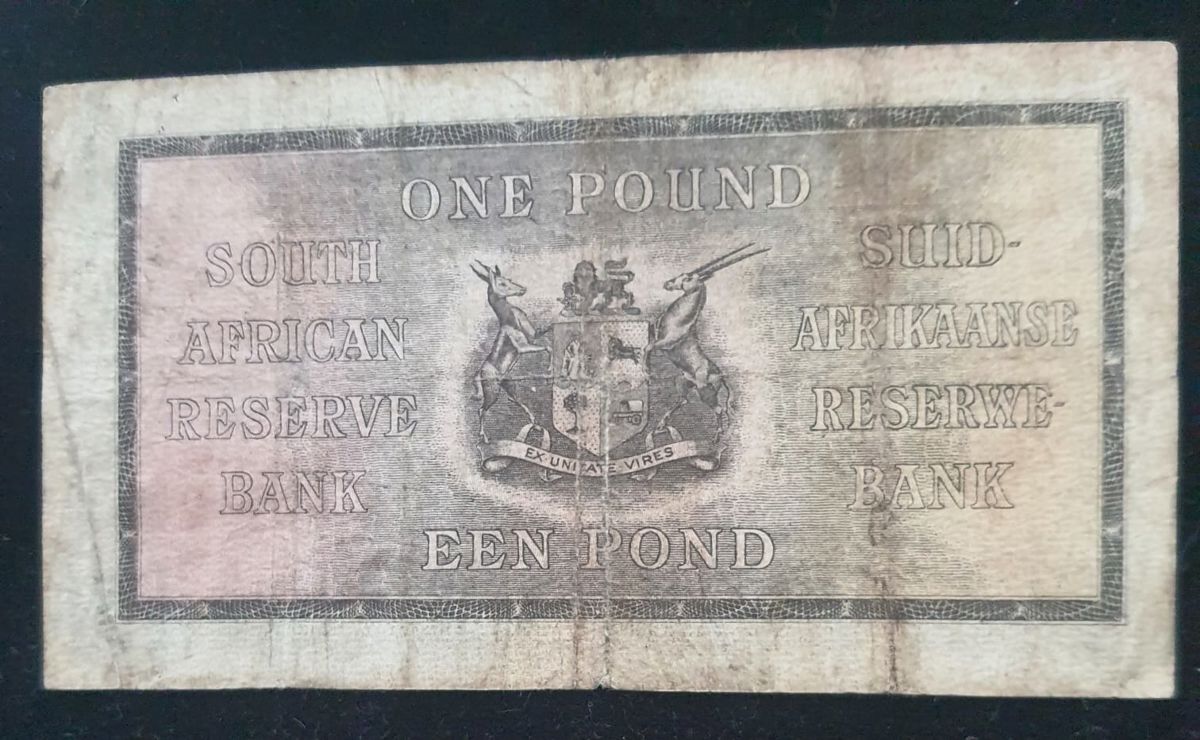 ONE POUND
SOUTH
AFRICAN
RESERVE
BANK
SUID-
AFRIKAANSE
RESERWE-
BANK
EX·UNITATE·VIRES
EEN POND